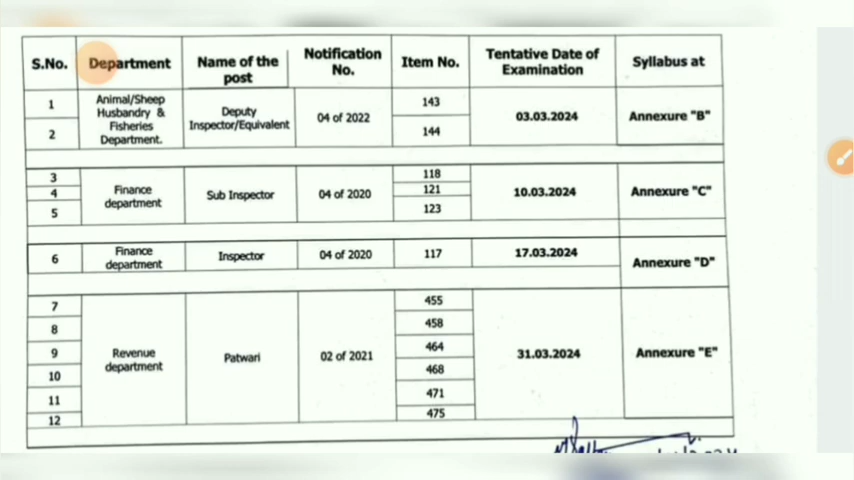 S.No. Department Name of the post Notification No. Item No. Tentative Date of Examination Syllabus at
1 Animal/Sheep Husbandry & Fisheries Department. Deputy Inspector/Equivalent 04 of 2022 143 03.03.2024 Annexure "B"
2 144
3 Finance department Sub Inspector 04 of 2020 118 10.03.2024 Annexure "C"
4 121
5 123
6 Finance department Inspector 04 of 2020 117 17.03.2024 Annexure "D"
7 Revenue department Patwari 02 of 2021 455 31.03.2024 Annexure "E"
8 458
9 464
10 468
11 471
12 475